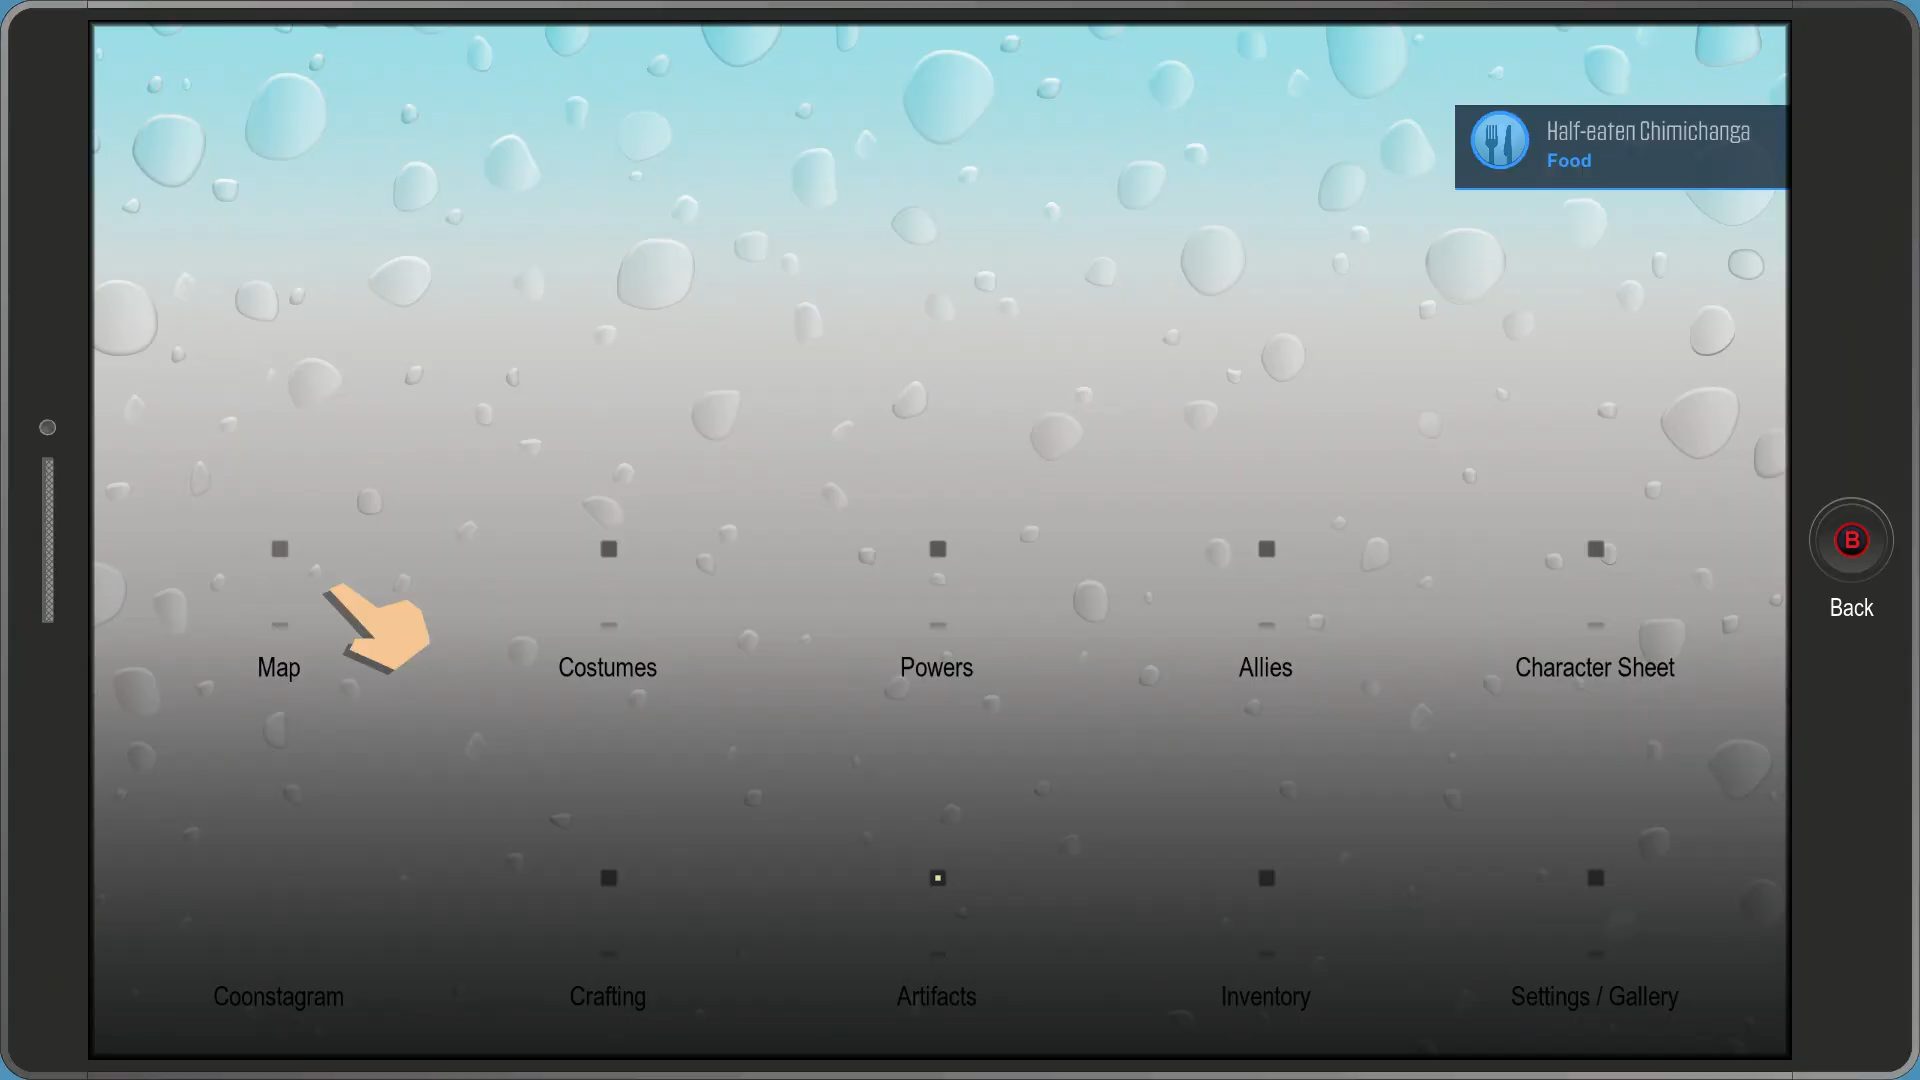 Half-eaten Chimichanga
Food
B
Back
Map
Costumes
Powers
Allies
Character Sheet
Coonstagram
Crafting
Artifacts
Inventory
Settings / Gallery